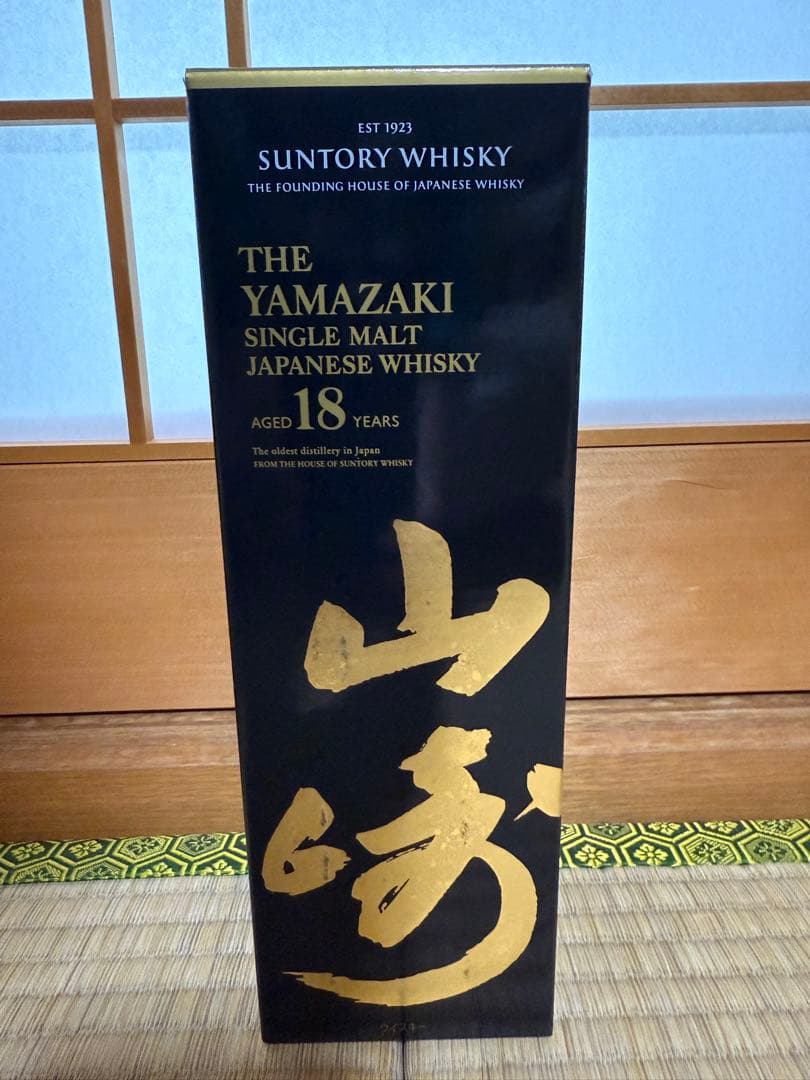 EST 1923
SUNTORY WHISKY
THE FOUNDING HOUSE OF JAPANESE WHISKY
THE
YAMAZAKI
SINGLE MALT
JAPANESE WHISKY
AGED 18 YEARS
The oldest distillery in Japan
FROM THE HOUSE OF SUNTORY WHISKY
山
崎
ウイスキー